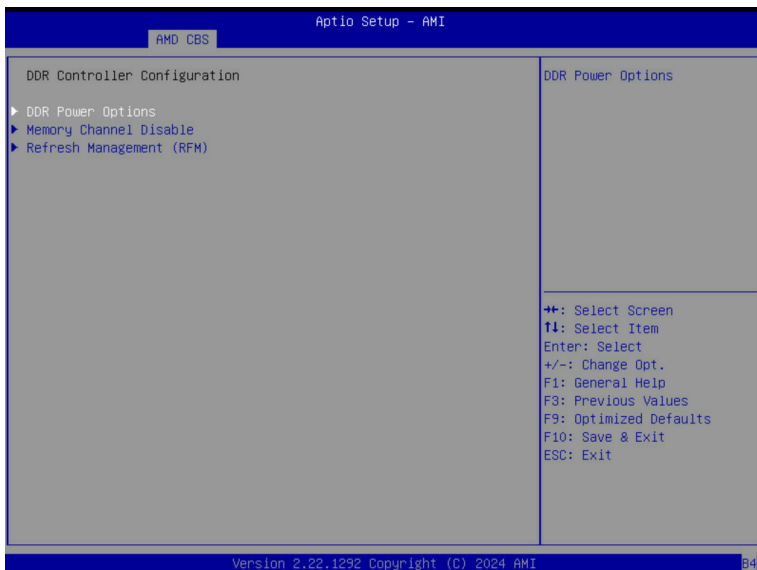 Aptio Setup – AMI
AMD CBS
DDR Controller Configuration
DDR Power Options
Memory Channel Disable
Refresh Management (RFM)
DDR Power Options
→←: Select Screen
↑↓: Select Item
Enter: Select
+/-: Change Opt.
F1: General Help
F3: Previous Values
F9: Optimized Defaults
F10: Save & Exit
ESC: Exit
Version 2.22.1292 Copyright (C) 2024 AMI
B4